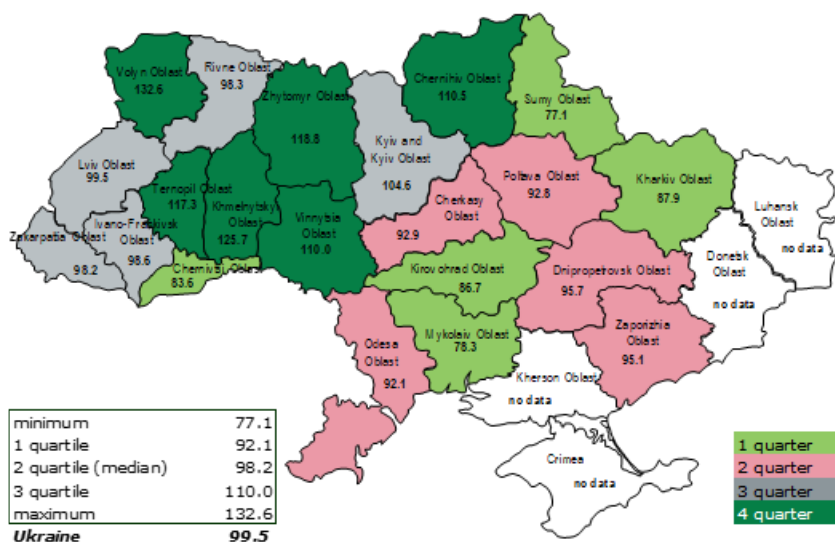 Volyn Oblast
132.6
Rivne Oblast
98.3
Zhytomyr Oblast
118.8
Kyiv and
Kyiv Oblast
104.6
Chernihiv Oblast
110.5
Sumy Oblast
77.1
Lviv Oblast
99.5
Ternopil Oblast
117.3
Khmelnytskyi
Oblast
125.7
Vinnytsia
Oblast
110.0
Cherkasy
Oblast
92.9
Poltava Oblast
92.8
Kharkiv Oblast
87.9
Luhansk
Oblast
no data
Zakarpattia Oblast
98.2
Ivano-Frankivsk
Oblast
98.6
Chernivtsi Oblast
83.6
Kirovohrad Oblast
86.7
Dnipropetrovsk Oblast
95.7
Donetsk
Oblast
no data
Odesa
Oblast
92.1
Mykolaiv Oblast
78.3
Zaporizhia
Oblast
95.1
Kherson Oblast
no data
Crimea
no data
minimum 77.1
1 quartile 92.1
2 quartile (median) 98.2
3 quartile 110.0
maximum 132.6
Ukraine 99.5
1 quarter
2 quarter
3 quarter
4 quarter